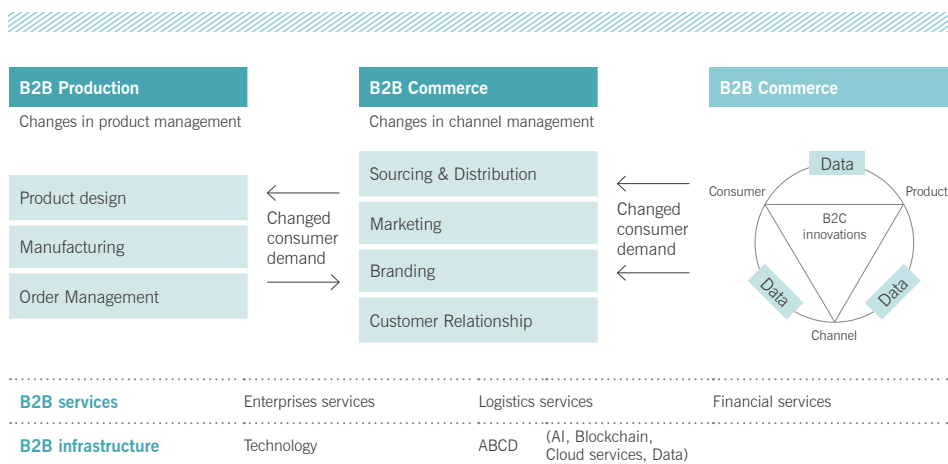 B2B Production
Changes in product management
Product design
Manufacturing
Order Management
Changed
consumer
demand
B2B Commerce
Changes in channel management
Sourcing & Distribution
Marketing
Branding
Customer Relationship
Changed
consumer
demand
B2B Commerce
Data
Consumer
Product
B2C
innovations
Data
Data
Channel
B2B services
Enterprises services
Logistics services
Financial services
B2B infrastructure
Technology
ABCD
(AI, Blockchain,
Cloud services, Data)